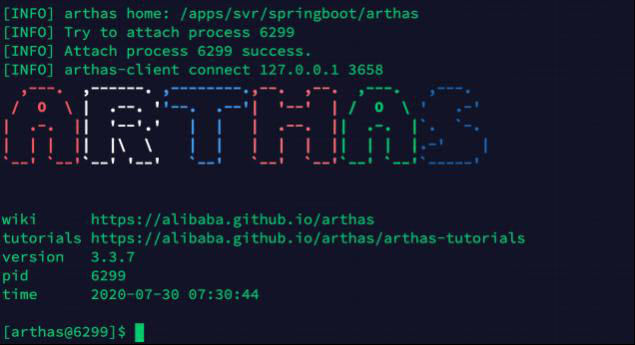 [INFO] arthas home: /apps/svr/springboot/arthas
[INFO] Try to attach process 6299
[INFO] Attach process 6299 success.
[INFO] arthas-client connect 127.0.0.1 3658
ARTHAS
wiki https://alibaba.github.io/arthas
tutorials https://alibaba.github.io/arthas/arthas-tutorials
version 3.3.7
pid 6299
time 2020-07-30 07:30:44
[arthas@6299]$